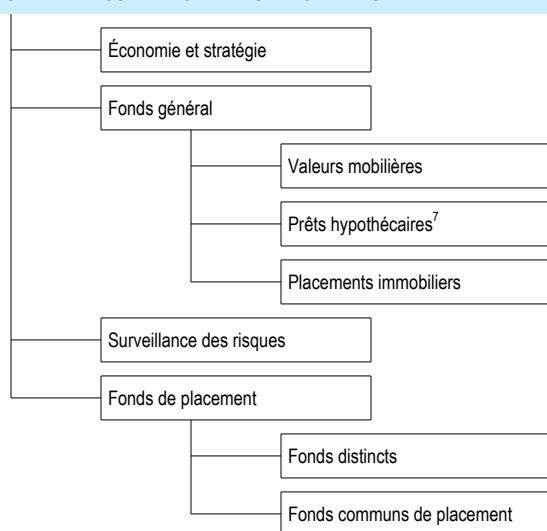 Économie et stratégie
Fonds général
Valeurs mobilières
Prêts hypothécaires⁷
Placements immobiliers
Surveillance des risques
Fonds de placement
Fonds distincts
Fonds communs de placement